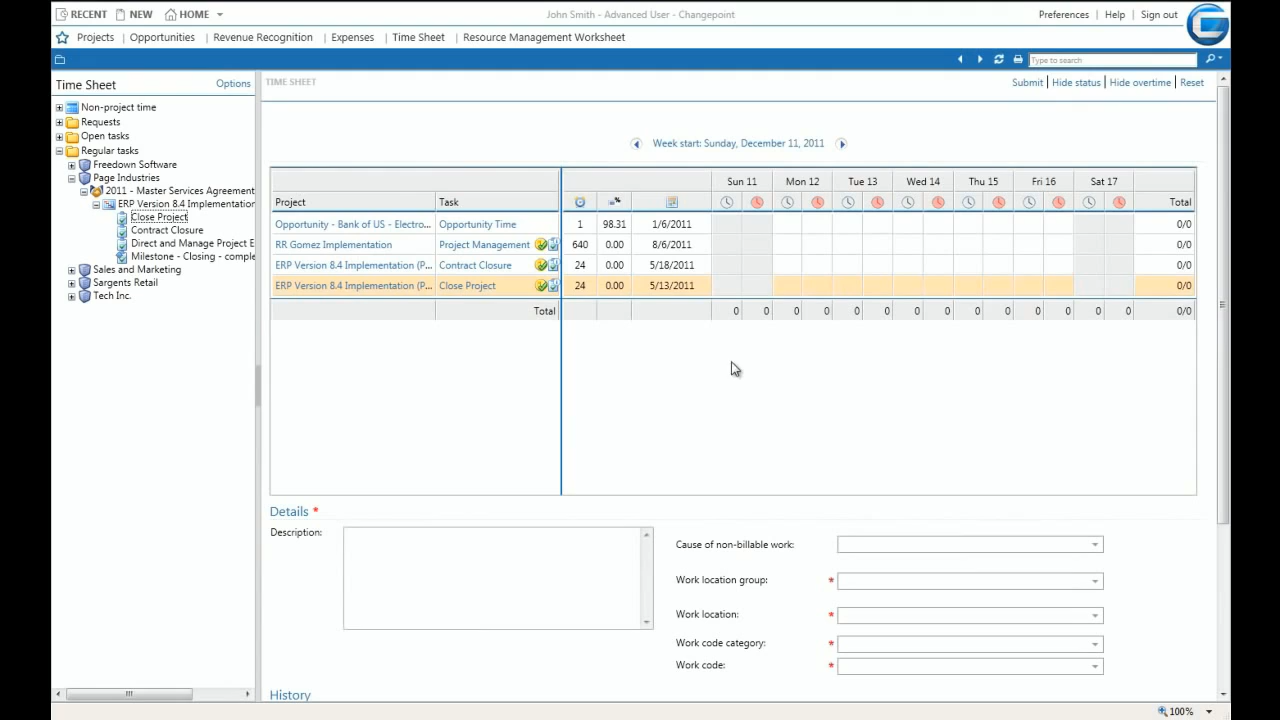 RECENT NEW HOME John Smith - Advanced User - Changepoint Preferences Help Sign out
Projects | Opportunities | Revenue Recognition | Expenses | Time Sheet | Resource Management Worksheet
Type to search
Time Sheet Options
Non-project time
Requests
Open tasks
Regular tasks
Freedown Software
Page Industries
2011 - Master Services Agreement
ERP Version 8.4 Implementation
Close Project
Contract Closure
Direct and Manage Project E
Milestone - Closing - comple
Sales and Marketing
Sargents Retail
Tech Inc.
TIME SHEET Submit | Hide status | Hide overtime | Reset
Week start: Sunday, December 11, 2011
Sun 11 Mon 12 Tue 13 Wed 14 Thu 15 Fri 16 Sat 17
Project Task % Total
Opportunity - Bank of US - Electro... Opportunity Time 1 98.31 1/6/2011 0/0
RR Gomez Implementation Project Management 640 0.00 8/6/2011 0/0
ERP Version 8.4 Implementation (P... Contract Closure 24 0.00 5/18/2011 0/0
ERP Version 8.4 Implementation (P... Close Project 24 0.00 5/13/2011 0/0
Total 0 0 0 0 0 0 0 0 0 0 0 0 0 0 0/0
Details *
Description:
Cause of non-billable work:
Work location group: *
Work location: *
Work code category: *
Work code: *
History
100%